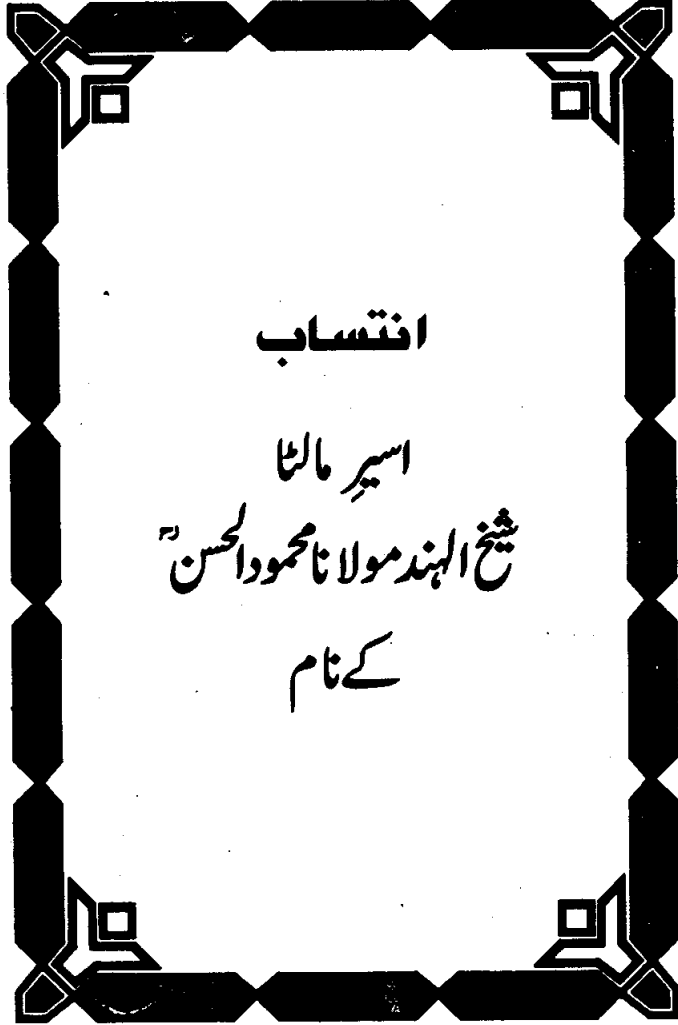 انتساب
اسیرِ مالٹا
شیخ الہند مولانا محمود الحسنؒ
کے نام